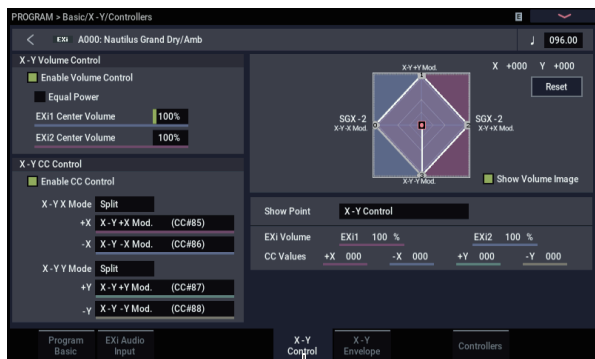 PROGRAM > Basic/X-Y/Controllers
E
EXi A000: Nautilus Grand Dry/Amb
♩ 096.00
X-Y Volume Control
Enable Volume Control
Equal Power
EXi1 Center Volume 100%
EXi2 Center Volume 100%
X-Y CC Control
Enable CC Control
X-Y X Mode Split
+X X-Y +X Mod. (CC#85)
-X X-Y -X Mod. (CC#86)
X-Y Y Mode Split
+Y X-Y +Y Mod. (CC#87)
-Y X-Y -Y Mod. (CC#88)
X-Y +Y Mod.
X +000 Y +000
Reset
SGX-2
X-Y-X Mod.
SGX-2
X-Y+X Mod.
X-Y-Y Mod.
Show Volume Image
Show Point X-Y Control
EXi Volume EXi1 100 % EXi2 100 %
CC Values +X 000 -X 000 +Y 000 -Y 000
Program Basic
EXi Audio Input
X-Y Control
X-Y Envelope
Controllers